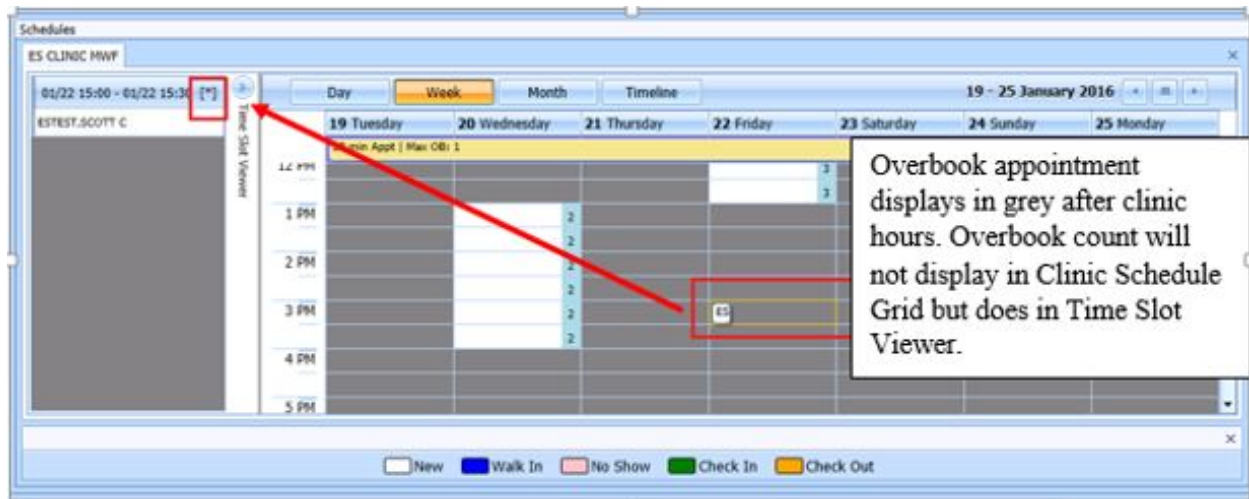 Schedules
ES CLINIC MWF
01/22 15:00 - 01/22 15:30 [*]
ESTEST,SCOTT C
Time Slot Viewer
Day Week Month Timeline
19 - 25 January 2016
19 Tuesday 20 Wednesday 21 Thursday 22 Friday 23 Saturday 24 Sunday 25 Monday
min Appt | Max OB: 1
12 PM
3
3
1 PM
2
2
2 PM
2
2
3 PM
2
ES
2
4 PM
5 PM
Overbook appointment
displays in grey after clinic
hours. Overbook count will
not display in Clinic Schedule
Grid but does in Time Slot
Viewer.
New Walk In No Show Check In Check Out